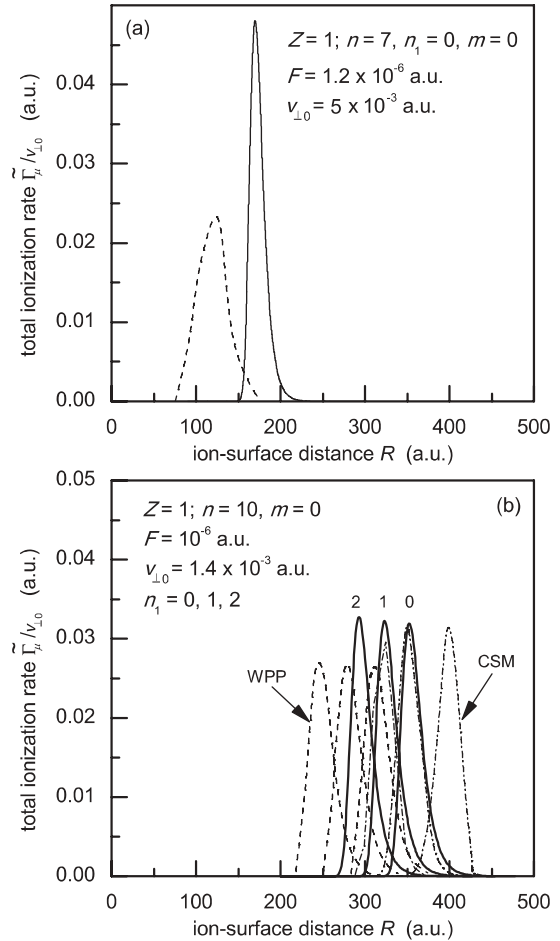 (a)
Z = 1; n = 7, n₁ = 0, m = 0
F = 1.2 x 10⁻⁶ a.u.
v⊥₀ = 5 x 10⁻³ a.u.
total ionization rate Γ̃μ/v⊥₀ (a.u.)
0.04
0.03
0.02
0.01
0.00
0 100 200 300 400 500
ion-surface distance R (a.u.)
(b)
Z = 1; n = 10, m = 0
F = 10⁻⁶ a.u.
v⊥₀ = 1.4 x 10⁻³ a.u.
n₁ = 0, 1, 2
2 1 0
WPP
CSM
total ionization rate Γ̃μ/v⊥₀ (a.u.)
0.05
0.04
0.03
0.02
0.01
0.00
0 100 200 300 400 500
ion-surface distance R (a.u.)